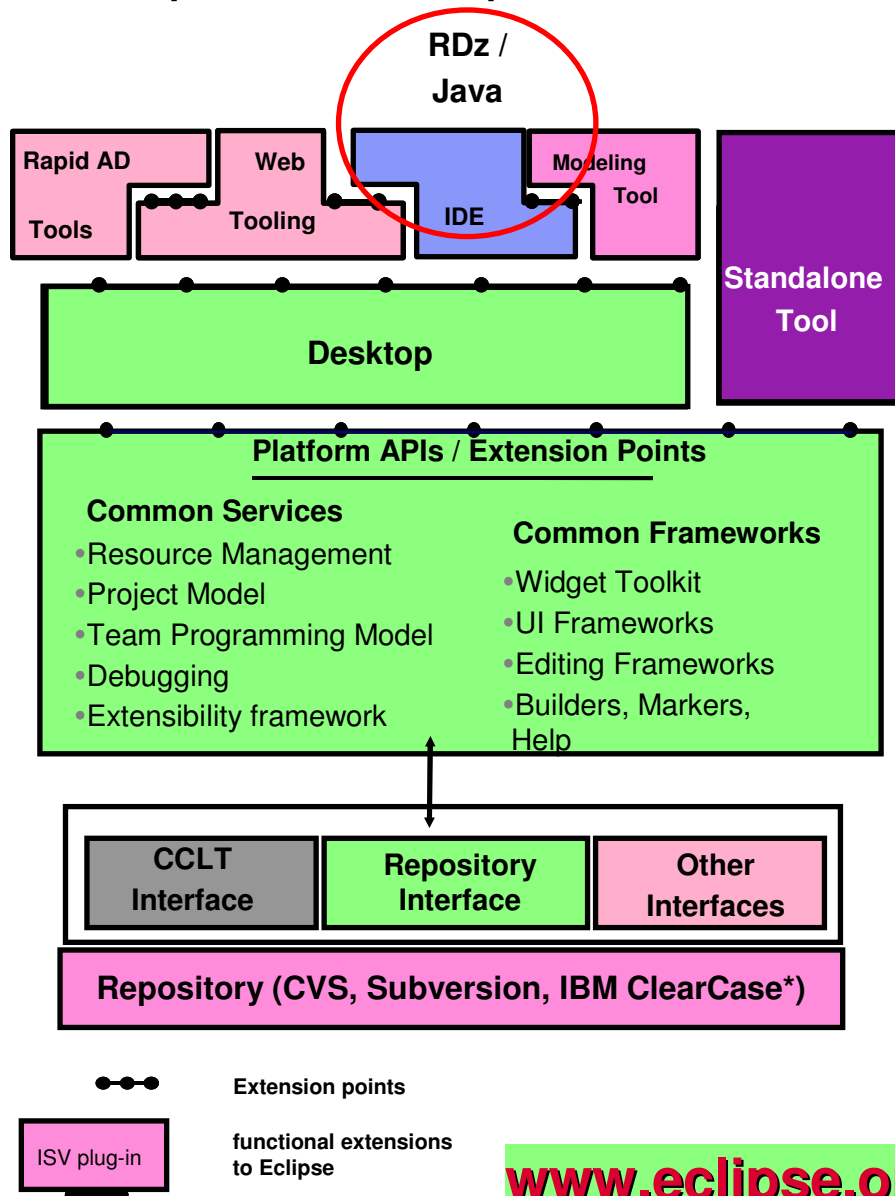 RDz /
Java
Rapid AD
Tools
Web
Tooling
IDE
Modeling
Tool
Standalone
Tool
Desktop
Platform APIs / Extension Points
Common Services
•Resource Management
•Project Model
•Team Programming Model
•Debugging
•Extensibility framework
Common Frameworks
•Widget Toolkit
•UI Frameworks
•Editing Frameworks
•Builders, Markers,
Help
CCLT
Interface
Repository
Interface
Other
Interfaces
Repository (CVS, Subversion, IBM ClearCase*)
Extension points
ISV plug-in
functional extensions
to Eclipse
www.eclipse.o